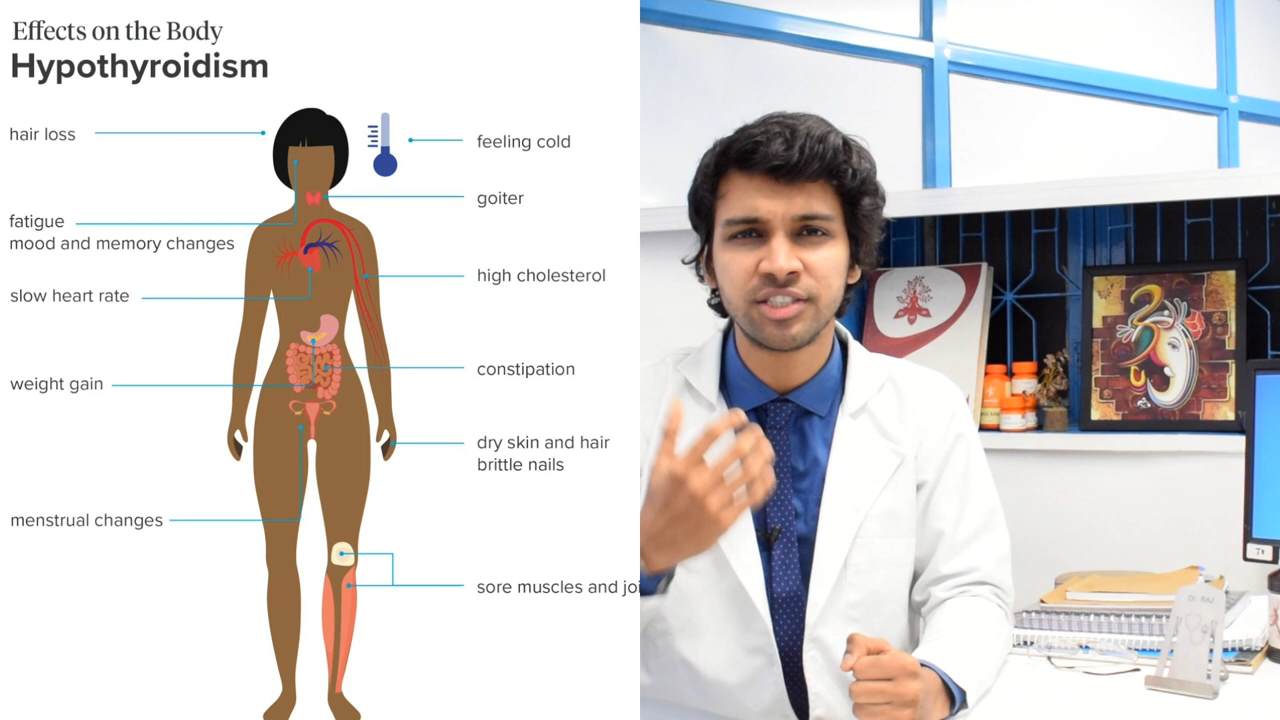 Effects on the Body
Hypothyroidism
hair loss
feeling cold
goiter
fatigue
mood and memory changes
high cholesterol
slow heart rate
constipation
weight gain
dry skin and hair
brittle nails
menstrual changes
sore muscles and joi